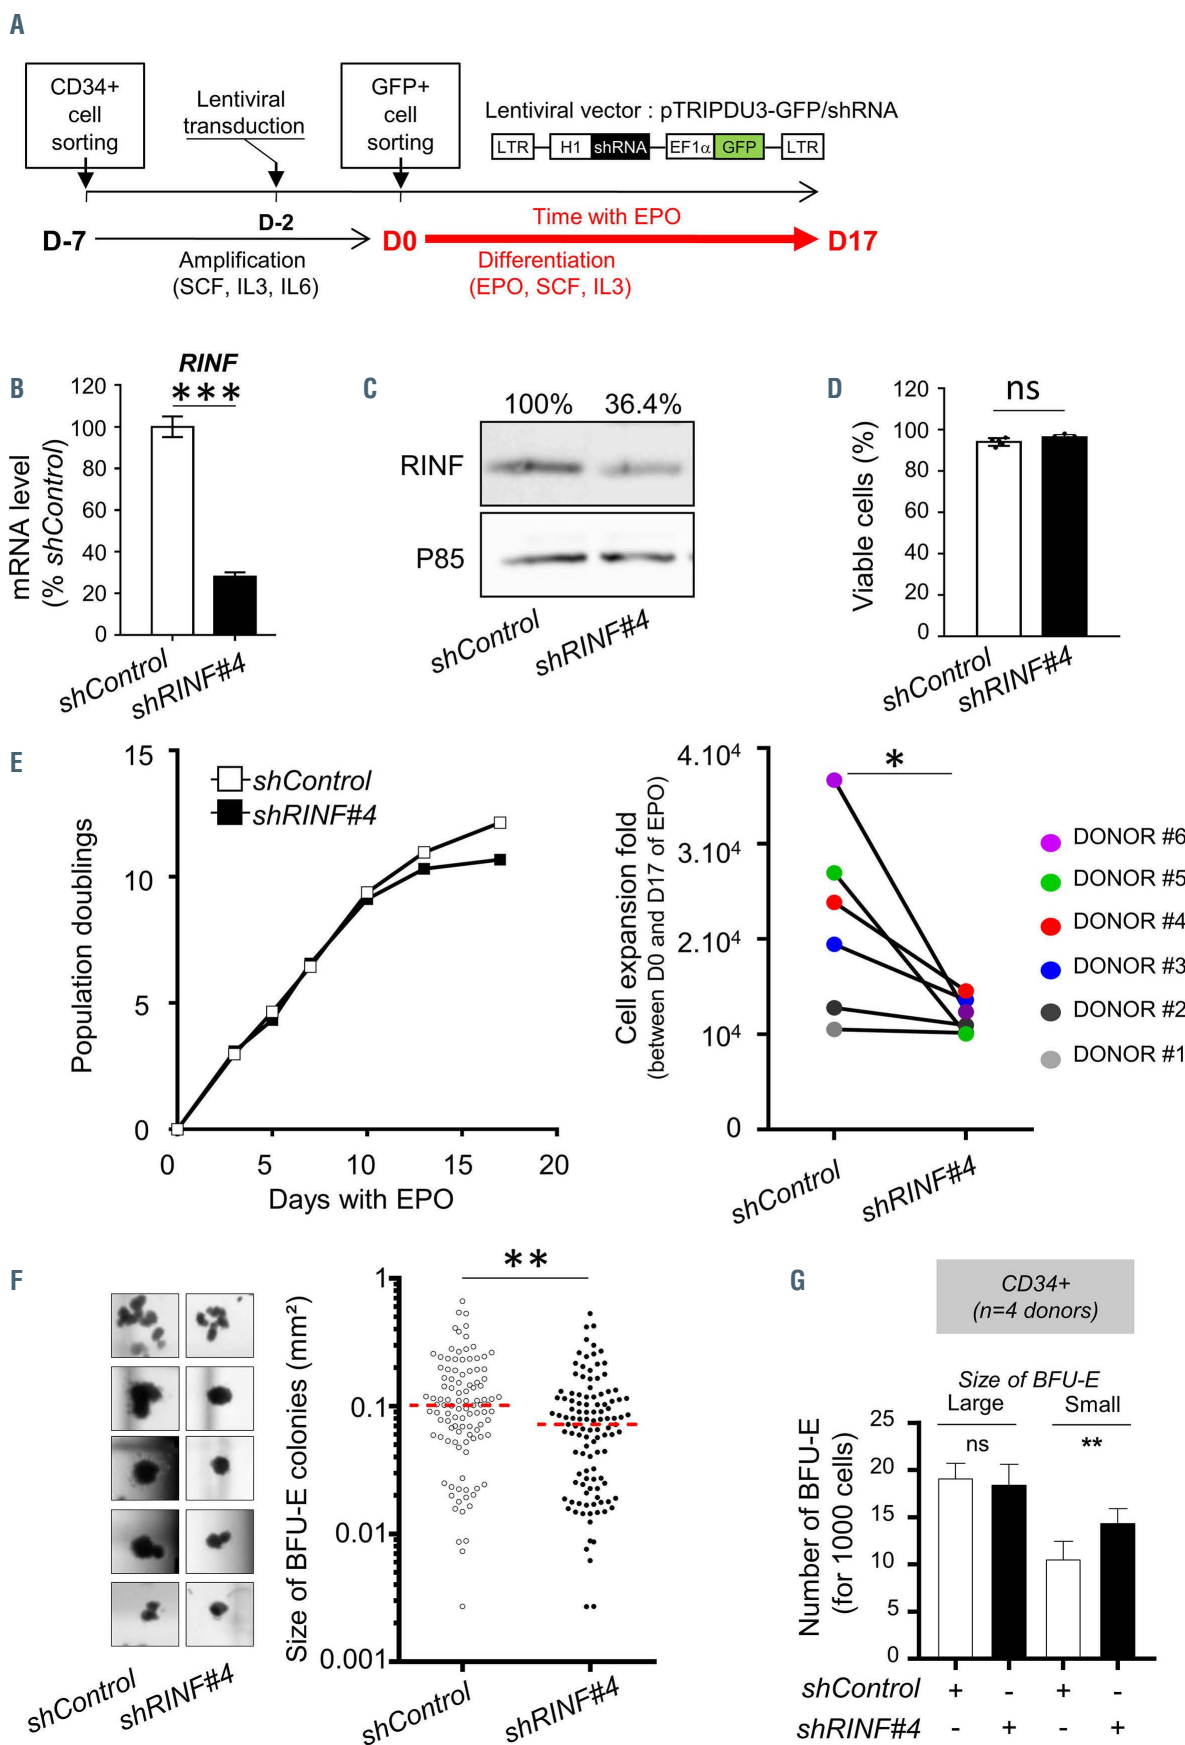 A
CD34+
cell
sorting
Lentiviral
transduction
GFP+
cell
sorting
Lentiviral vector : pTRIPDU3-GFP/shRNA
LTR H1 shRNA EF1α GFP LTR
D-7
D-2
D0
Time with EPO
D17
Amplification
(SCF, IL3, IL6)
Differentiation
(EPO, SCF, IL3)
B
RINF
***
mRNA level
(% shControl)
120
100
80
60
40
20
0
shControl
shRINF#4
C
100% 36.4%
RINF
P85
shControl
shRINF#4
D
ns
Viable cells (%)
120
100
80
60
40
20
0
shControl
shRINF#4
E
Population doublings
15
10
5
0
shControl
shRINF#4
0 5 10 15 20
Days with EPO
Cell expansion fold
(between D0 and D17 of EPO)
4.10⁴
3.10⁴
2.10⁴
10⁴
0
*
shControl
shRINF#4
DONOR #6
DONOR #5
DONOR #4
DONOR #3
DONOR #2
DONOR #1
F
shControl
shRINF#4
Size of BFU-E colonies (mm²)
1
0.1
0.01
0.001
**
shControl
shRINF#4
G
CD34+
(n=4 donors)
Size of BFU-E
Large Small
ns **
Number of BFU-E
(for 1000 cells)
25
20
15
10
5
0
shControl + - + -
shRINF#4 - + - +